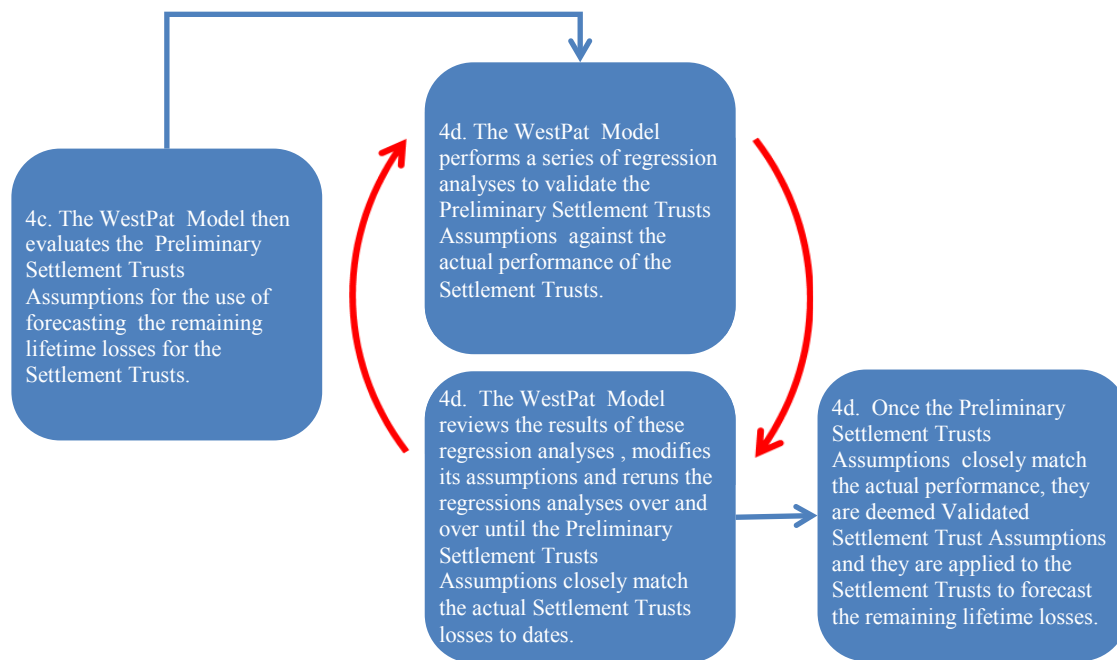 4c. The WestPat Model then
evaluates the Preliminary
Settlement Trusts
Assumptions for the use of
forecasting the remaining
lifetime losses for the
Settlement Trusts.
4d. The WestPat Model
performs a series of regression
analyses to validate the
Preliminary Settlement Trusts
Assumptions against the
actual performance of the
Settlement Trusts.
4d. The WestPat Model
reviews the results of these
regression analyses , modifies
its assumptions and reruns the
regressions analyses over and
over until the Preliminary
Settlement Trusts
Assumptions closely match
the actual Settlement Trusts
losses to dates.
4d. Once the Preliminary
Settlement Trusts
Assumptions closely match
the actual performance, they
are deemed Validated
Settlement Trust Assumptions
and they are applied to the
Settlement Trusts to forecast
the remaining lifetime losses.